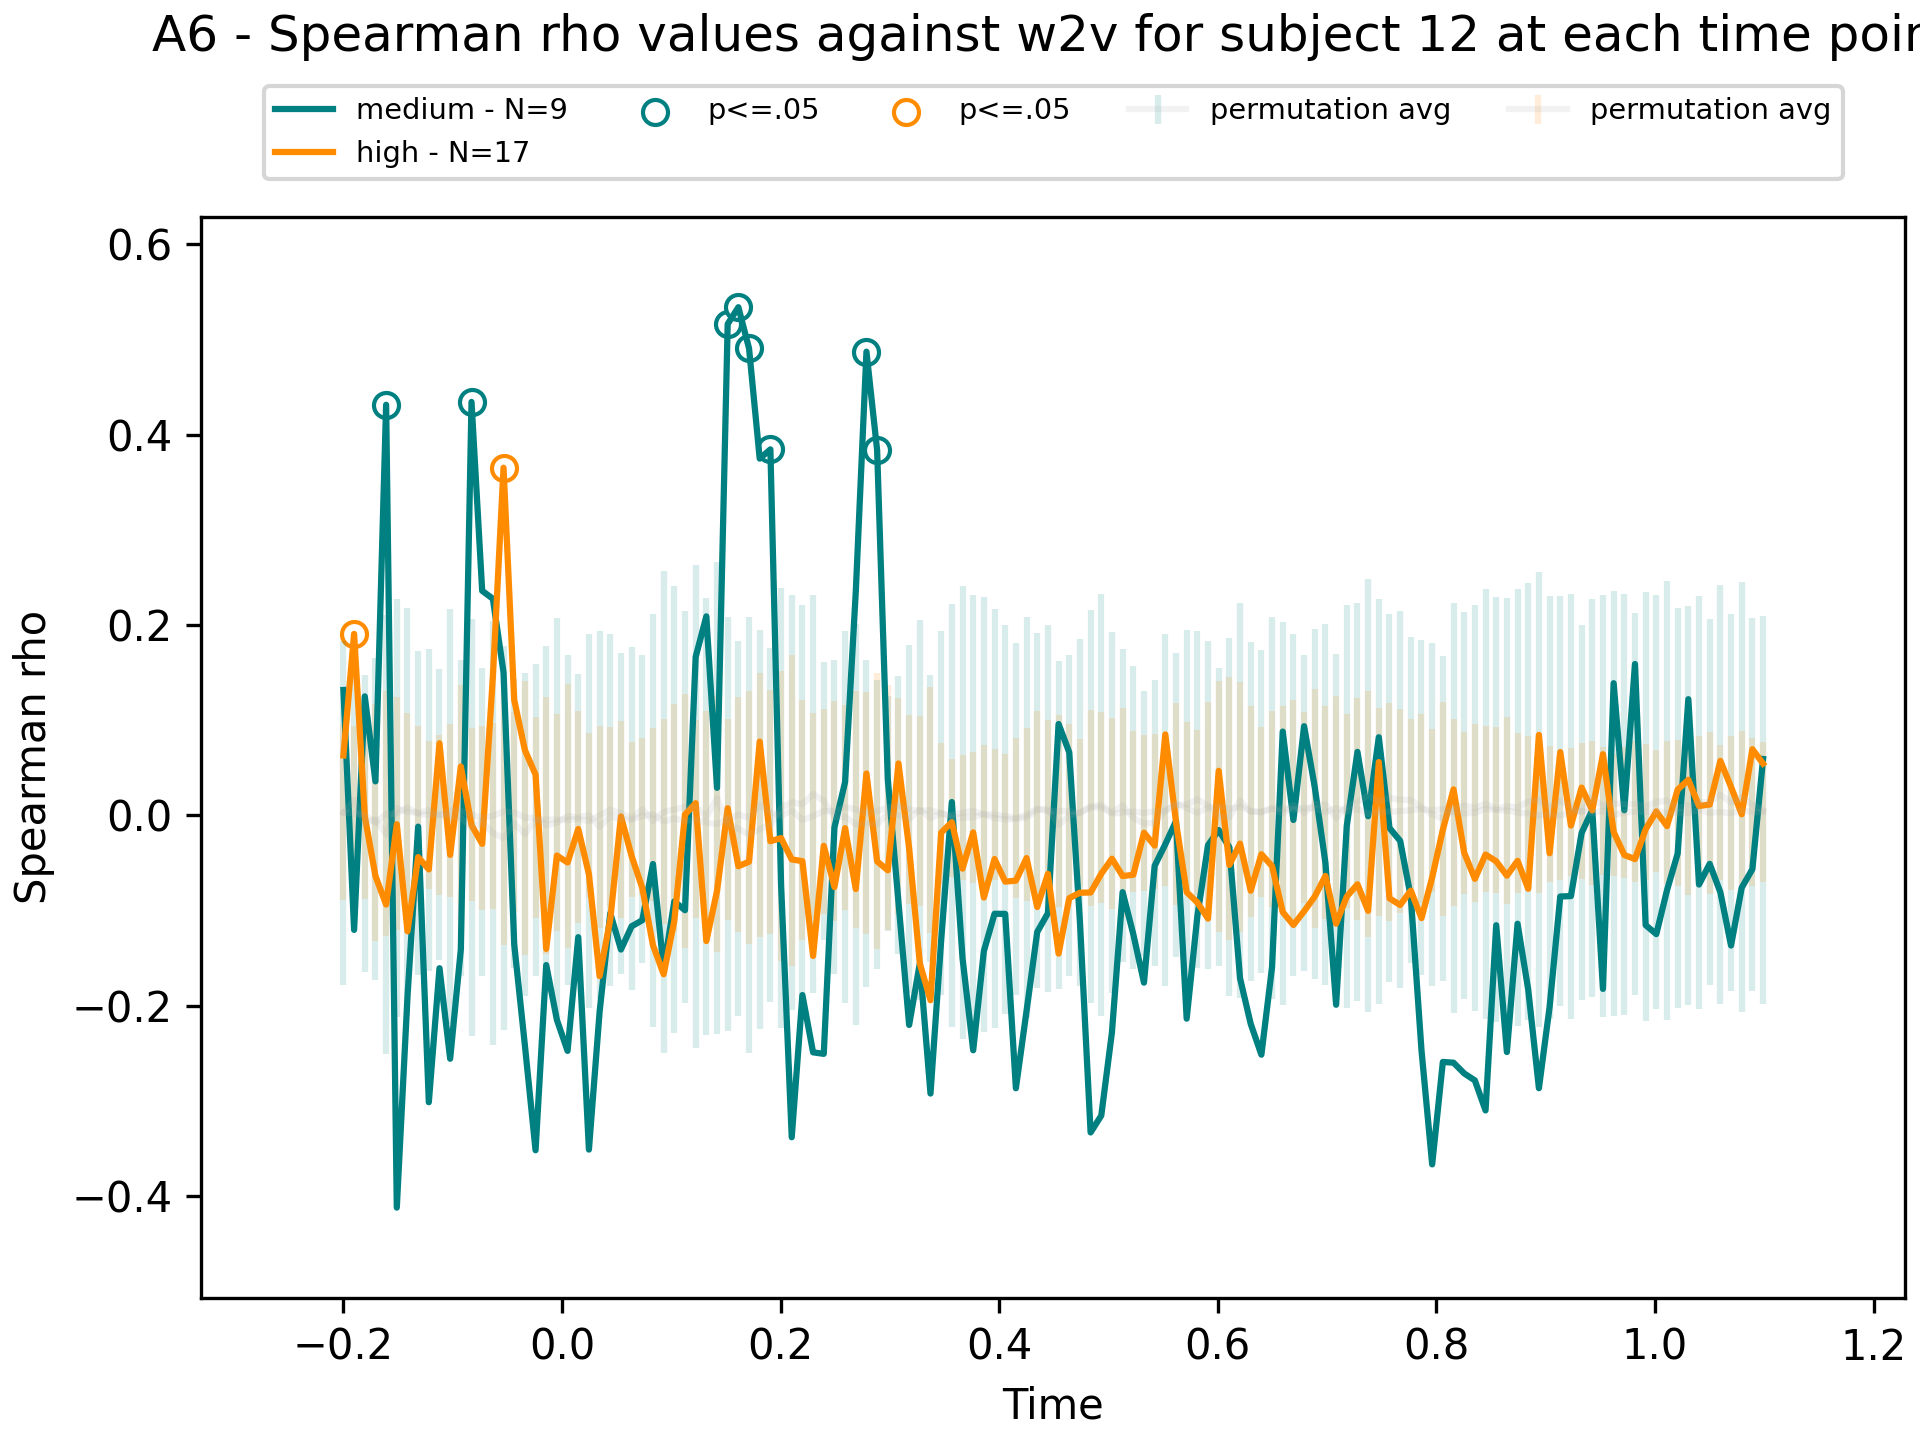 A6 - Spearman rho values against w2v for subject 12 at each time poin
medium - N=9
high - N=17
p<=.05
p<=.05
permutation avg
permutation avg
Spearman rho
0.6
0.4
0.2
0.0
−0.2
−0.4
−0.2 0.0 0.2 0.4 0.6 0.8 1.0 1.2
Time